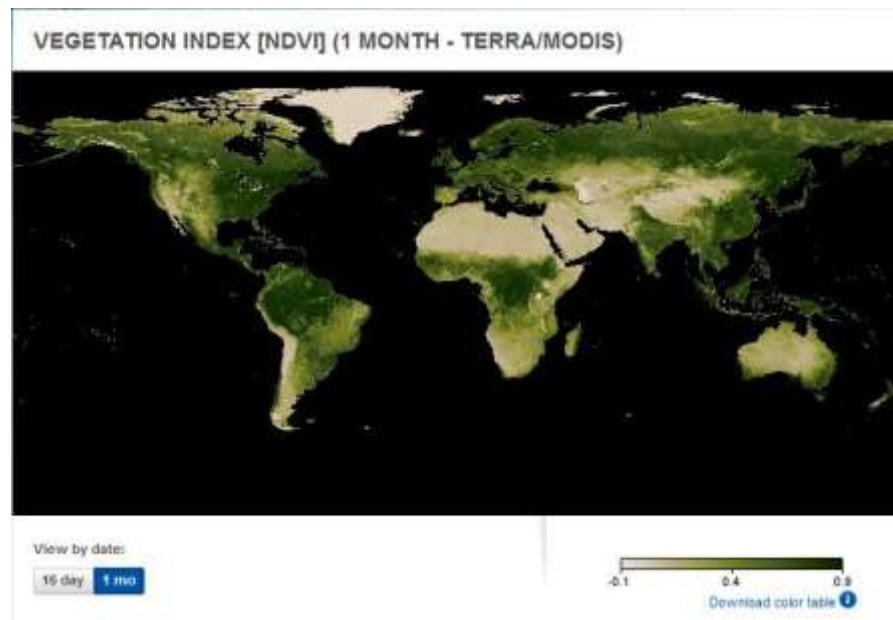 VEGETATION INDEX [NDVI] (1 MONTH - TERRA/MODIS)
View by date:
16 day 1 mo
-0.1 0.4 0.9
Download color table i